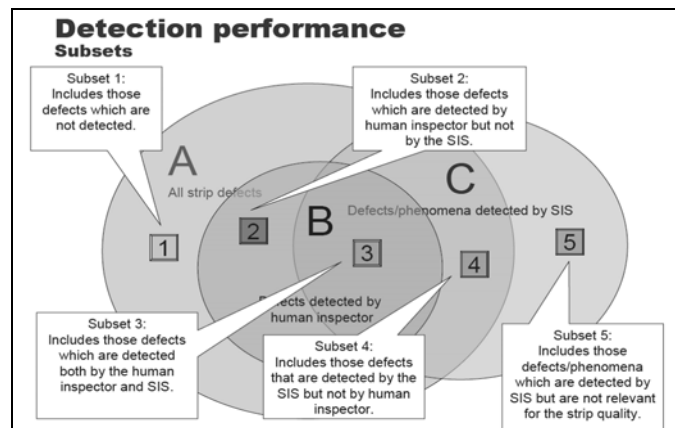 Detection performance
Subsets
Subset 1:
Includes those
defects which are
not detected.
Subset 2:
Includes those defects
which are detected by
human inspector but not
by the SIS.
A
All strip defects
C
Defects/phenomena detected by SIS
B
1
2
3
4
5
Defects detected by
human inspector
Subset 3:
Includes those defects
which are detected
both by the human
inspector and SIS.
Subset 4:
Includes those defects
that are detected by the
SIS but not by human
inspector.
Subset 5:
Includes those
defects/phenomena
which are detected by
SIS but are not relevant
for the strip quality.